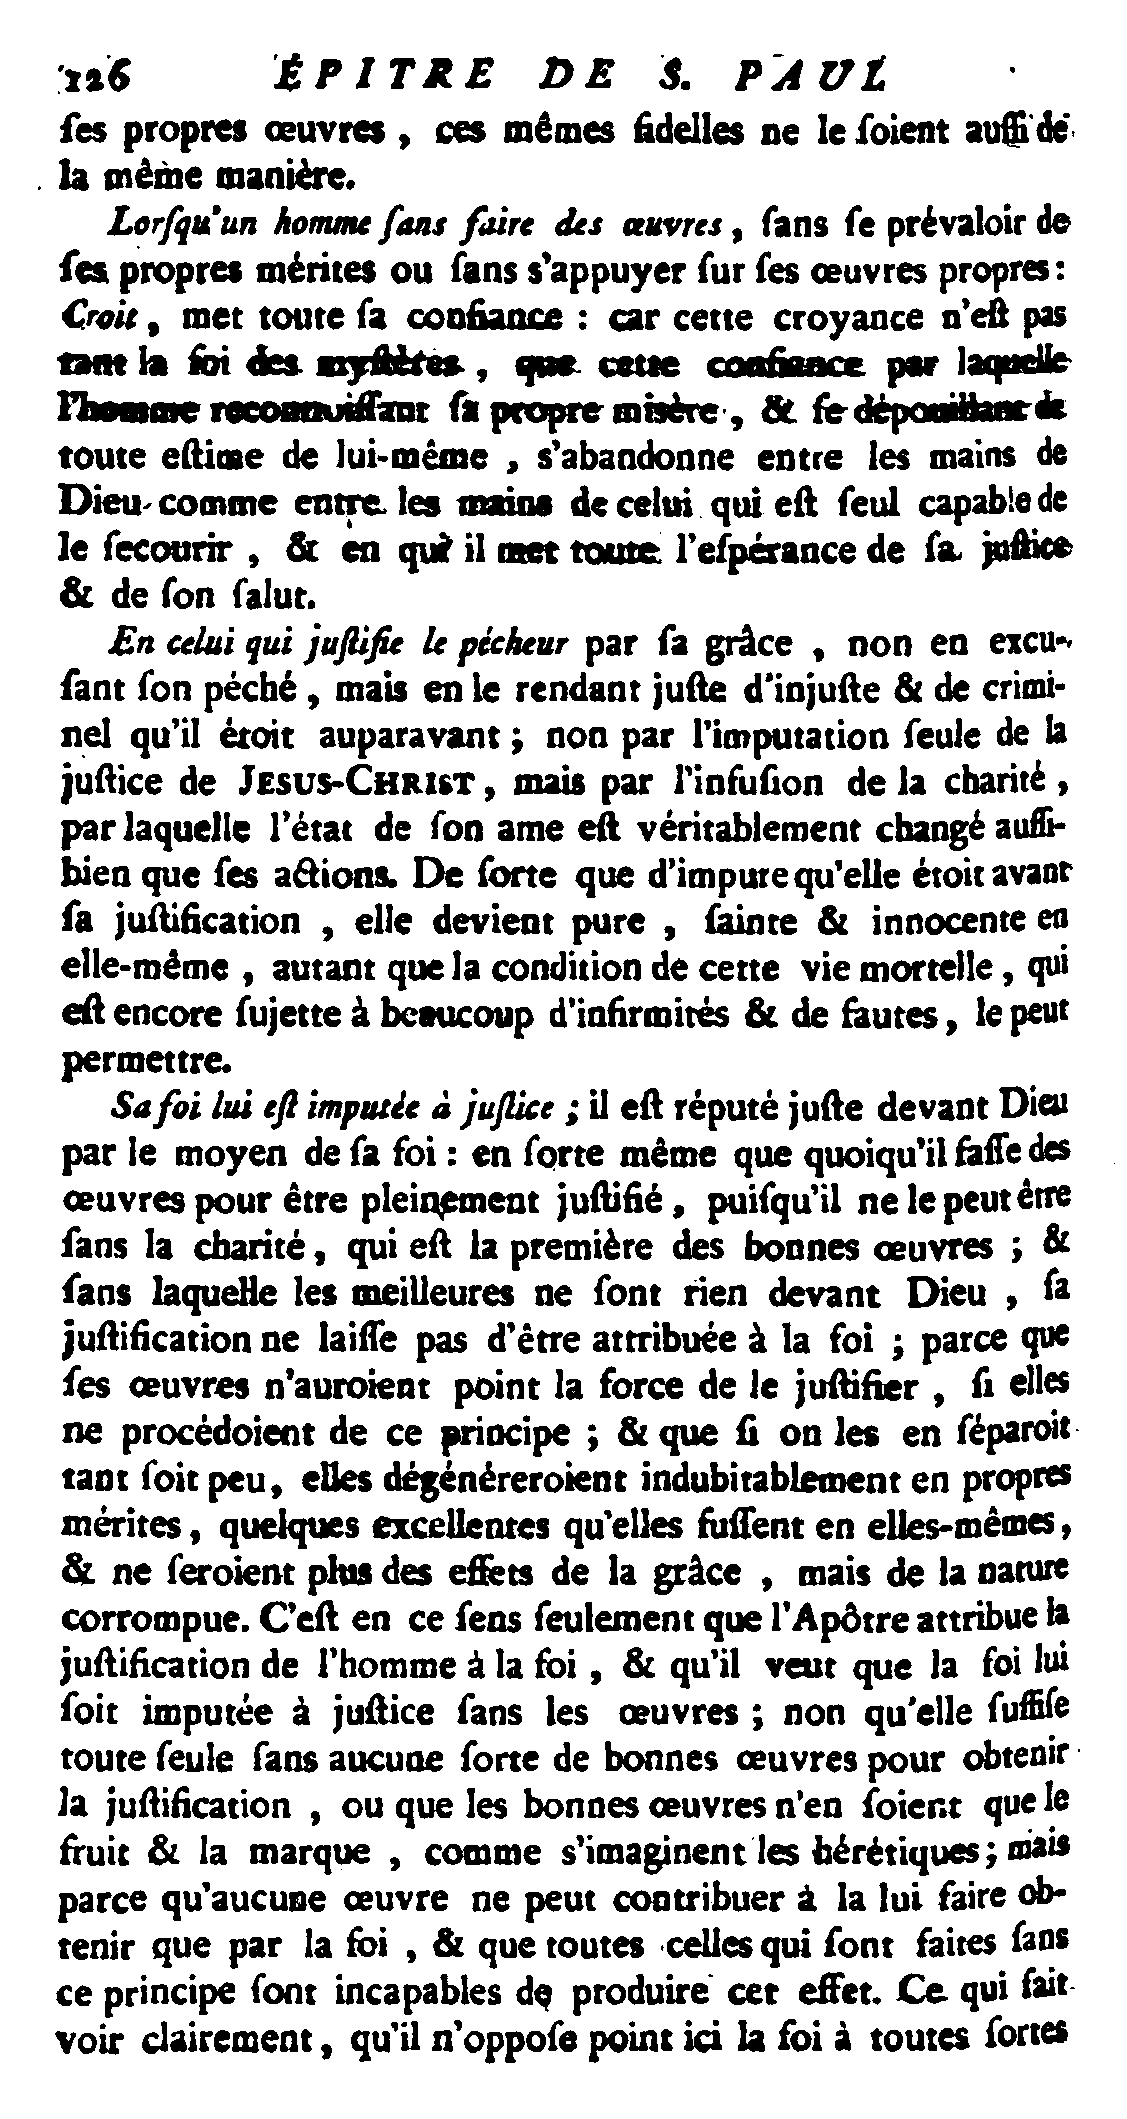 126 ÉPITRE DE S. PAUL
ſes propres œuvres, ces mêmes fidelles ne le ſoient auſſi de
la même manière.
Lorſqu'un homme ſans faire des œuvres, ſans ſe prévaloir de
ſes propres mérites ou ſans s'appuyer ſur ſes œuvres propres :
Croit, met toute ſa confiance : car cette croyance n'eſt pas
tant la foi des myſtères, que cette confiance par laquelle
l'homme reconnuiſſant ſa propre misère, & ſe dépouillant de
toute eſtime de lui-même, s'abandonne entre les mains de
Dieu comme entre les mains de celui qui eſt ſeul capable de
le ſecourir, & en qui il met toute l'eſpérance de ſa juſtice
& de ſon ſalut.
En celui qui juſtifie le pécheur par ſa grâce, non en excu-
ſant ſon péché, mais en le rendant juſte d'injuſte & de crimi-
nel qu'il étoit auparavant ; non par l'imputation ſeule de la
juſtice de JESUS-CHRIST, mais par l'infuſion de la charité,
par laquelle l'état de ſon ame eſt véritablement changé auſſi-
bien que ſes actions. De ſorte que d'impure qu'elle étoit avant
ſa juſtification, elle devient pure, ſainte & innocente en
elle-même, autant que la condition de cette vie mortelle, qui
eſt encore ſujette à beaucoup d'infirmités & de fautes, le peut
permettre.
Sa foi lui eſt imputée à juſtice ; il eſt réputé juſte devant Dieu
par le moyen de ſa foi : en ſorte même que quoiqu'il faſſe des
œuvres pour être pleinement juſtifié, puiſqu'il ne le peut être
ſans la charité, qui eſt la première des bonnes œuvres ; &
ſans laquelle les meilleures ne ſont rien devant Dieu, ſa
juſtification ne laiſſe pas d'être attribuée à la foi ; parce que
ſes œuvres n'auroient point la force de le juſtifier, ſi elles
ne procédoient de ce principe ; & que ſi on les en ſéparoit
tant ſoit peu, elles dégénéreroient indubitablement en propres
mérites, quelques excellentes qu'elles fuſſent en elles-mêmes,
& ne ſeroient plus des effets de la grâce, mais de la nature
corrompue. C'eſt en ce ſens ſeulement que l'Apôtre attribue la
juſtification de l'homme à la foi, & qu'il veut que la foi lui
ſoit imputée à juſtice ſans les œuvres ; non qu'elle ſuffiſe
toute ſeule ſans aucune ſorte de bonnes œuvres pour obtenir
la juſtification, ou que les bonnes œuvres n'en ſoient que le
fruit & la marque, comme s'imaginent les hérétiques ; mais
parce qu'aucune œuvre ne peut contribuer à la lui faire ob-
tenir que par la foi, & que toutes celles qui ſont faites ſans
ce principe ſont incapables de produire cet effet. Ce qui fait
voir clairement, qu'il n'oppoſe point ici la foi à toutes ſortes